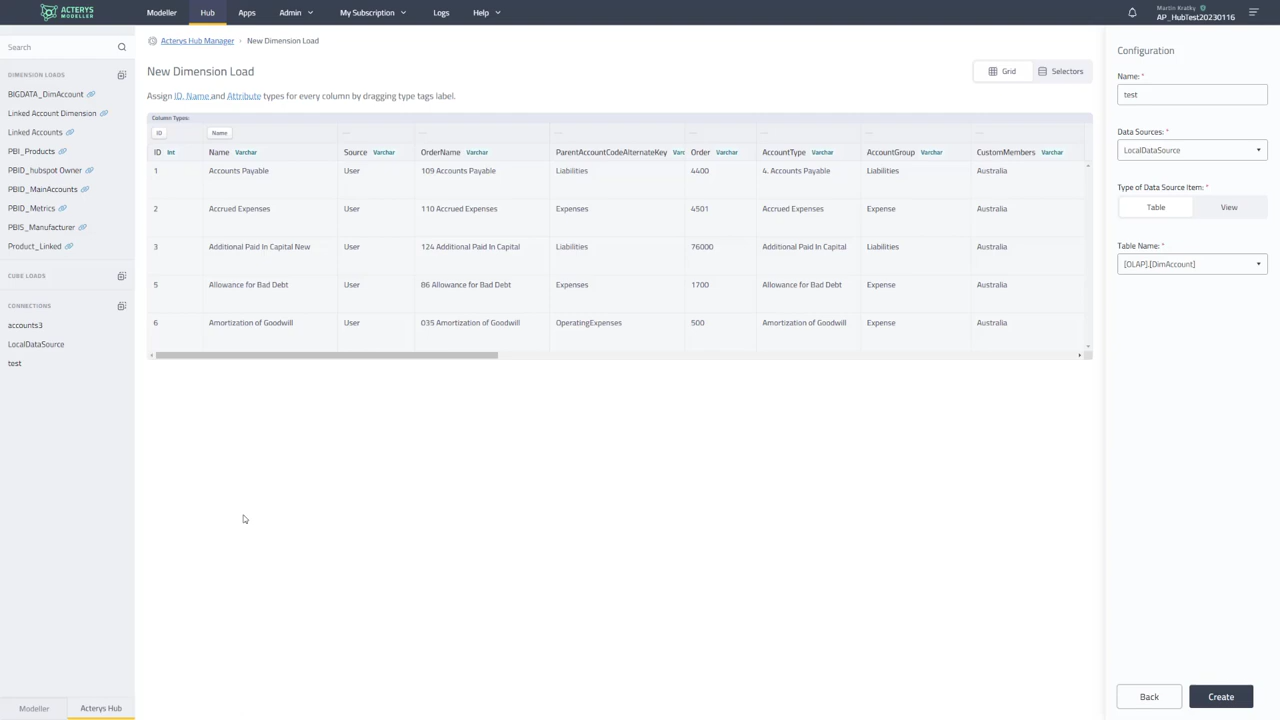 ACTERYS MODELLER Modeller Hub Apps Admin My Subscription Logs Help Martin Kratky AP_HubTest20230116
Search
DIMENSION LOADS
BIGDATA_DimAccount
Linked Account Dimension
Linked Accounts
PBI_Products
PBID_hubspot Owner
PBID_MainAccounts
PBID_Metrics
PBIS_Manufacturer
Product_Linked
CUBE LOADS
CONNECTIONS
accounts3
LocalDataSource
test
Modeller Acterys Hub
Acterys Hub Manager › New Dimension Load
New Dimension Load
Grid Selectors
Assign ID, Name and Attribute types for every column by dragging type tags label.
Column Types:
ID Name
ID Int Name Varchar Source Varchar OrderName Varchar ParentAccountCodeAlternateKey Varc Order Varchar AccountType Varchar AccountGroup Varchar CustomMembers Varchar
1 Accounts Payable User 109 Accounts Payable Liabilities 4400 4. Accounts Payable Liabilities Australia
2 Accrued Expenses User 110 Accrued Expenses Expenses 4501 Accrued Expenses Expense Australia
3 Additional Paid In Capital New User 124 Additional Paid In Capital Liabilities 76000 Additional Paid In Capital Liabilities Australia
5 Allowance for Bad Debt User 86 Allowance for Bad Debt Expenses 1700 Allowance for Bad Debt Expense Australia
6 Amortization of Goodwill User 035 Amortization of Goodwill OperatingExpenses 500 Amortization of Goodwill Expense Australia
Configuration
Name: *
test
Data Sources: *
LocalDataSource
Type of Data Source Item: *
Table View
Table Name: *
[OLAP].[DimAccount]
Back Create